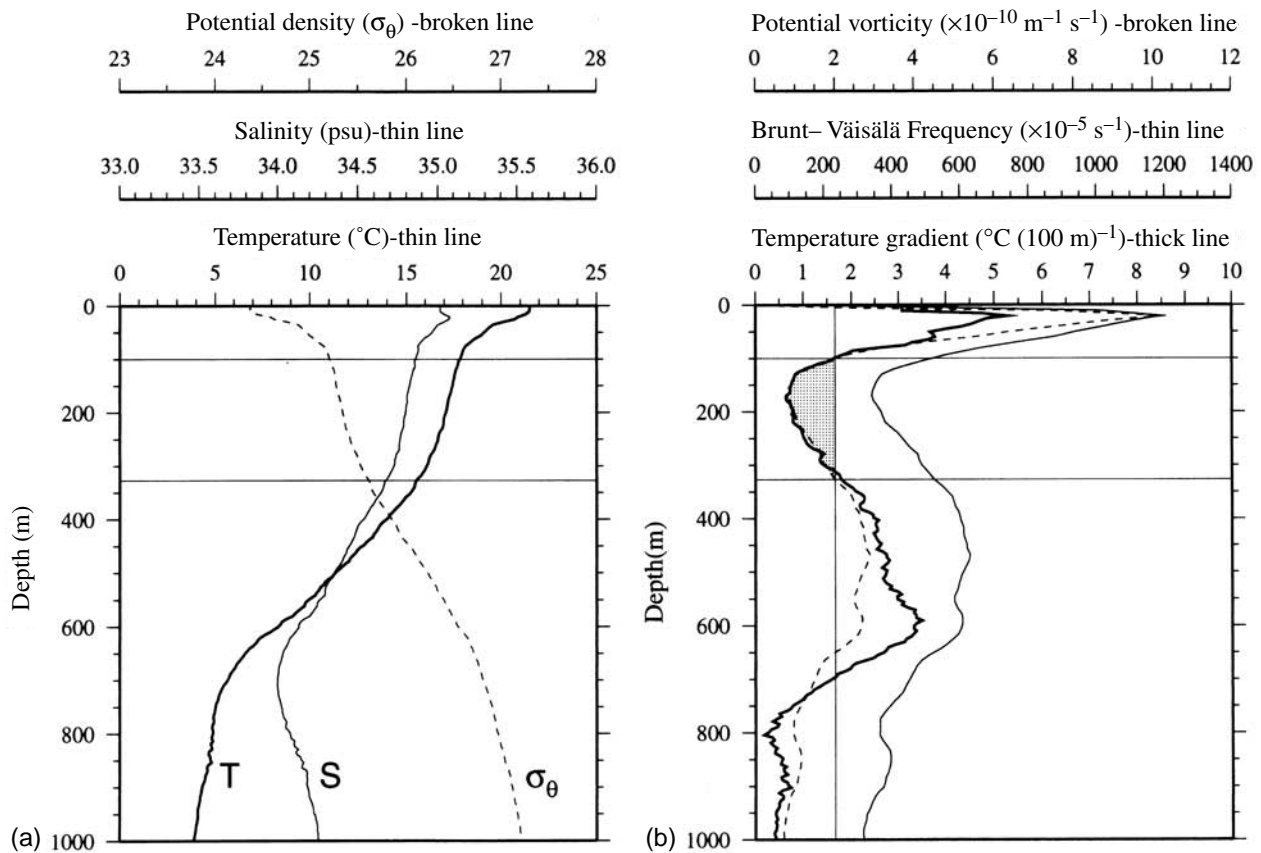 Potential density (σθ) -broken line
23 24 25 26 27 28
Salinity (psu)-thin line
33.0 33.5 34.0 34.5 35.0 35.5 36.0
Temperature (˚C)-thin line
0 5 10 15 20 25
0
200
400
600
800
1000
Depth (m)
T S σθ
(a)
Potential vorticity (×10–10 m–1 s–1) -broken line
0 2 4 6 8 10 12
Brunt– Väisälä Frequency (×10–5 s–1)-thin line
0 200 400 600 800 1000 1200 1400
Temperature gradient (°C (100 m)–1)-thick line
0 1 2 3 4 5 6 7 8 9 10
0
200
400
600
800
1000
Depth(m)
(b)